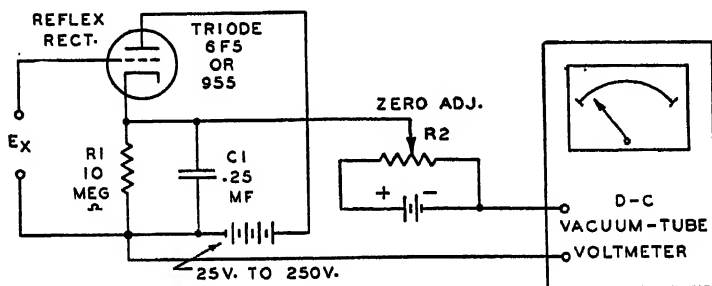 REFLEX
RECT.
TRIODE
6F5
OR
955
ZERO ADJ.
R2
EX
R1
10
MEG
Ω
C1
.25
MF
+ −
25V. TO 250V.
D-C
VACUUM-TUBE
VOLTMETER